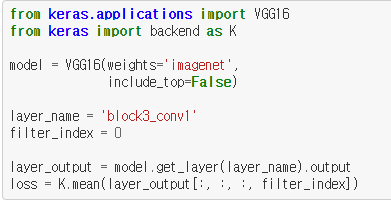 from keras.applications import VGG16
from keras import backend as K
model = VGG16(weights='imagenet',
include_top=False)
layer_name = 'block3_conv1'
filter_index = 0
layer_output = model.get_layer(layer_name).output
loss = K.mean(layer_output[:, :, :, filter_index])